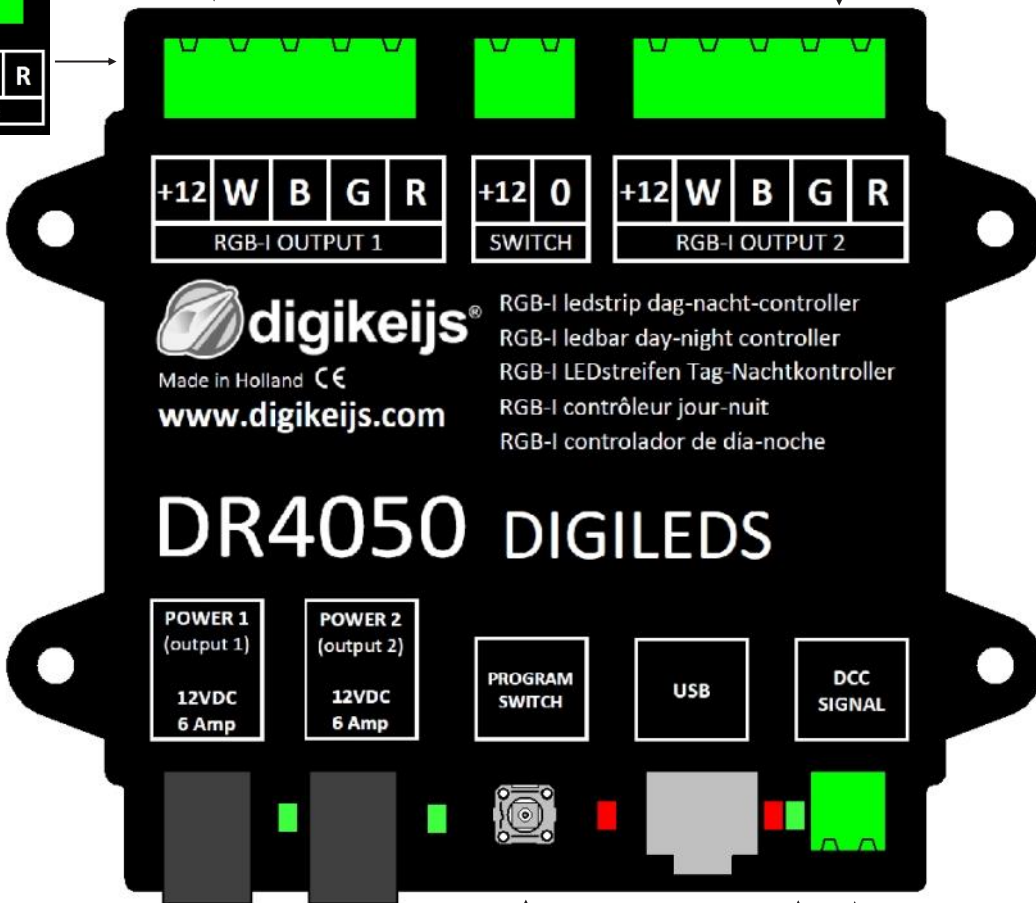 R
+12 W B G R
RGB-I OUTPUT 1
+12 0
SWITCH
+12 W B G R
RGB-I OUTPUT 2
digikeijs®
Made in Holland CE
www.digikeijs.com
RGB-I ledstrip dag-nacht-controller
RGB-I ledbar day-night controller
RGB-I LEDstreifen Tag-Nachtkontroller
RGB-I contrôleur jour-nuit
RGB-I controlador de día-noche
DR4050 DIGILEDS
POWER 1
(output 1)
12VDC
6 Amp
POWER 2
(output 2)
12VDC
6 Amp
PROGRAM
SWITCH
USB
DCC
SIGNAL